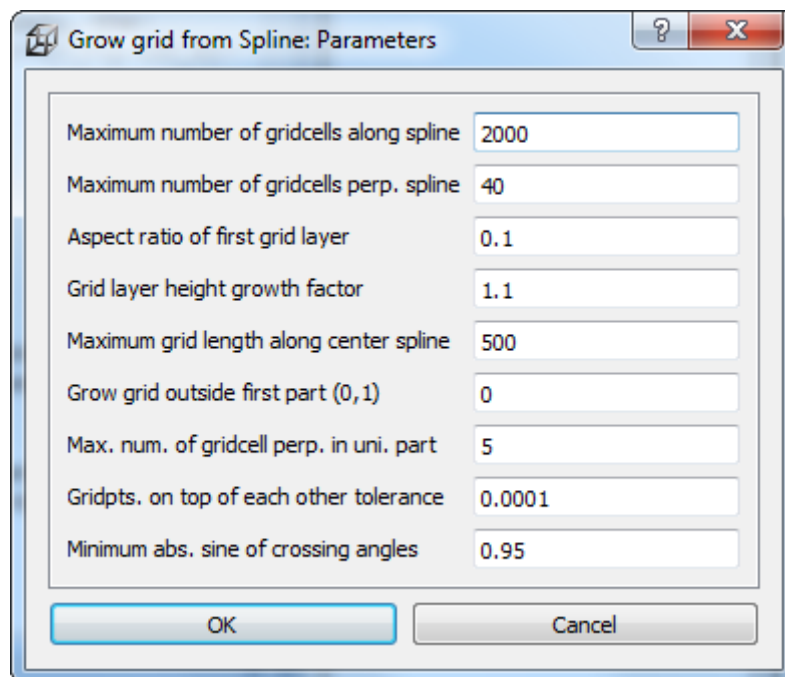 Grow grid from Spline: Parameters ? X
Maximum number of gridcells along spline 2000
Maximum number of gridcells perp. spline 40
Aspect ratio of first grid layer 0.1
Grid layer height growth factor 1.1
Maximum grid length along center spline 500
Grow grid outside first part (0,1) 0
Max. num. of gridcell perp. in uni. part 5
Gridpts. on top of each other tolerance 0.0001
Minimum abs. sine of crossing angles 0.95
OK Cancel